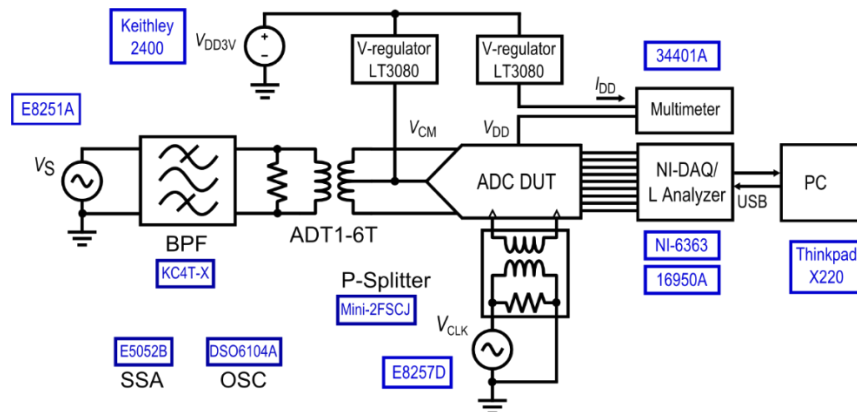 Keithley
2400
VDD3V
V-regulator
LT3080
V-regulator
LT3080
34401A
IDD
Multimeter
E8251A
VCM
VDD
VS
BPF
KC4T-X
ADT1-6T
ADC DUT
NI-DAQ/
L Analyzer
USB
PC
NI-6363
16950A
Thinkpad
X220
P-Splitter
Mini-2FSCJ
VCLK
E8257D
E5052B
SSA
DSO6104A
OSC